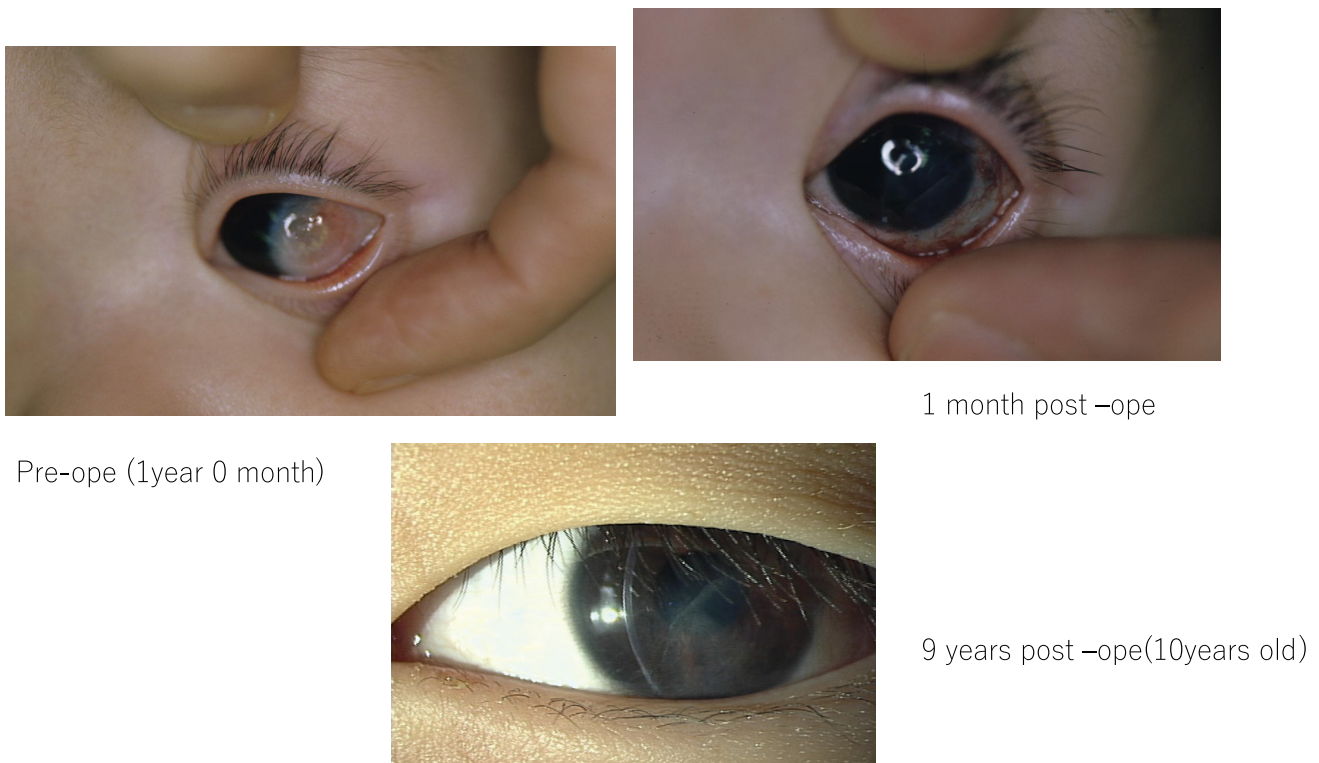 1 month post –ope
Pre-ope (1year 0 month)
9 years post –ope(10years old)